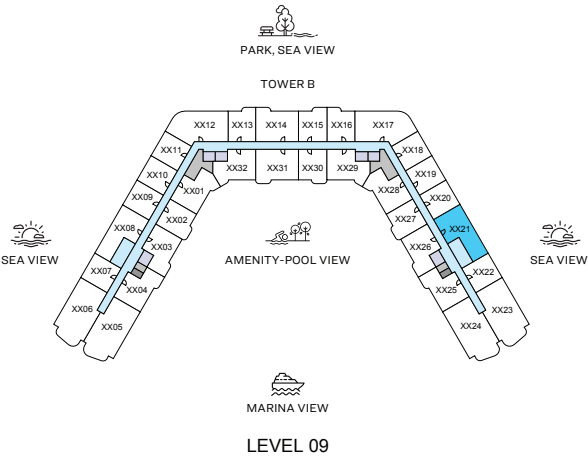 PARK, SEA VIEW
TOWER B
XX12
XX13
XX14
XX15
XX16
XX17
XX11
XX32
XX31
XX30
XX29
XX18
XX10
XX01
XX28
XX19
XX09
XX02
XX27
XX20
XX08
XX03
XX26
XX21
SEA VIEW
AMENITY-POOL VIEW
SEA VIEW
XX07
XX04
XX25
XX22
XX06
XX05
XX24
XX23
MARINA VIEW
LEVEL 09